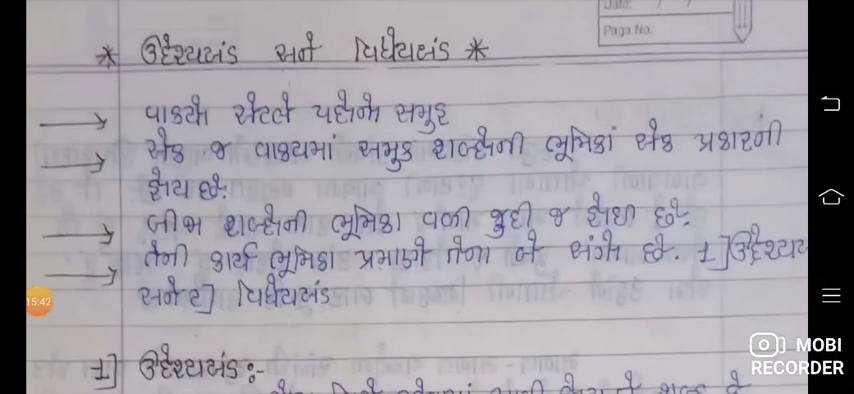 Date: / /
Page No.
* ઉદ્દેશ્યખંડ અને વિધેયખંડ *
→ વાક્યો એટલે પદોનો સમુહ
→ એક જ વાક્યમાં અમુક શબ્દોની ભૂમિકા એક પ્રકારની
હોય છે.
→ બીજા શબ્દોની ભૂમિકા વળી જુદી જ હોય છે.
→ તેની કાર્ય ભૂમિકા પ્રમાણે તેના બે અંગો છે. 1] ઉદ્દેશ્ય
અને 2] વિધેયખંડ
15:42
1] ઉદ્દેશ્યખંડ:-
MOBI
RECORDER